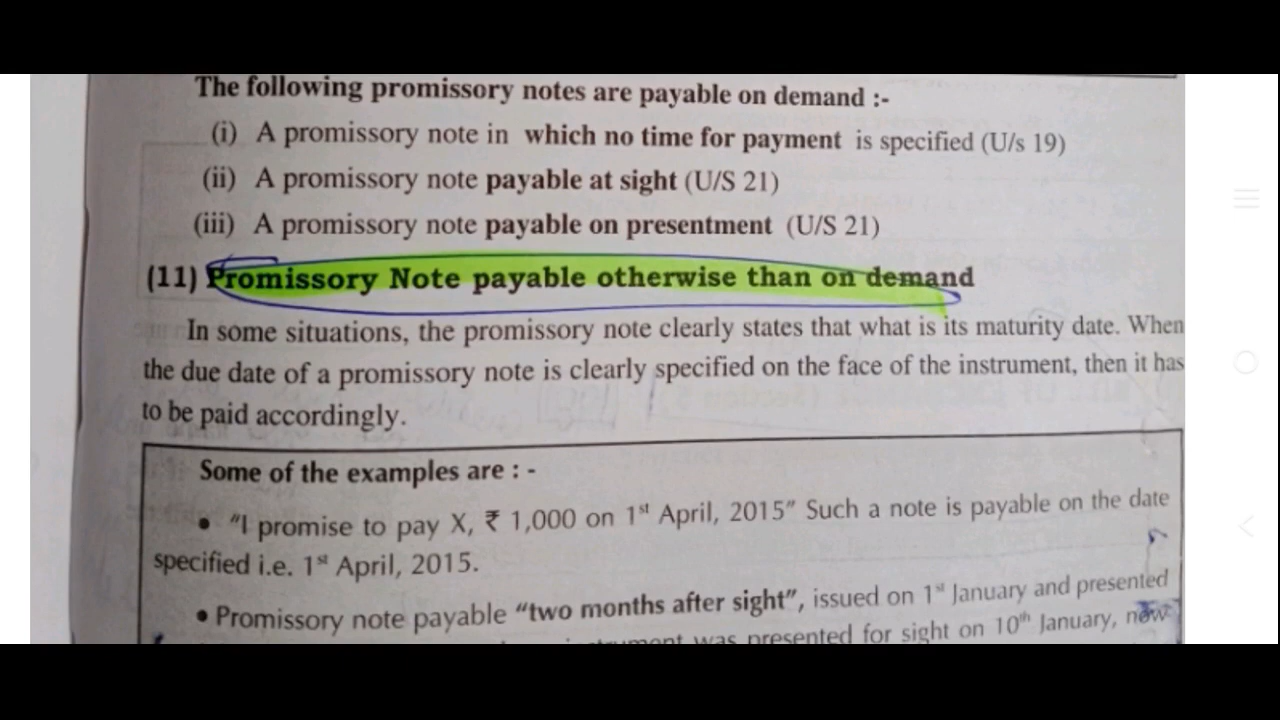 The following promissory notes are payable on demand :-
(i) A promissory note in which no time for payment is specified (U/s 19)
(ii) A promissory note payable at sight (U/S 21)
(iii) A promissory note payable on presentment (U/S 21)
(11) Promissory Note payable otherwise than on demand
In some situations, the promissory note clearly states that what is its maturity date. When
the due date of a promissory note is clearly specified on the face of the instrument, then it has
to be paid accordingly.
Some of the examples are : -
• "I promise to pay X, ₹ 1,000 on 1st April, 2015" Such a note is payable on the date
specified i.e. 1st April, 2015.
• Promissory note payable "two months after sight", issued on 1st January and presented
was presented for sight on 10th January, now